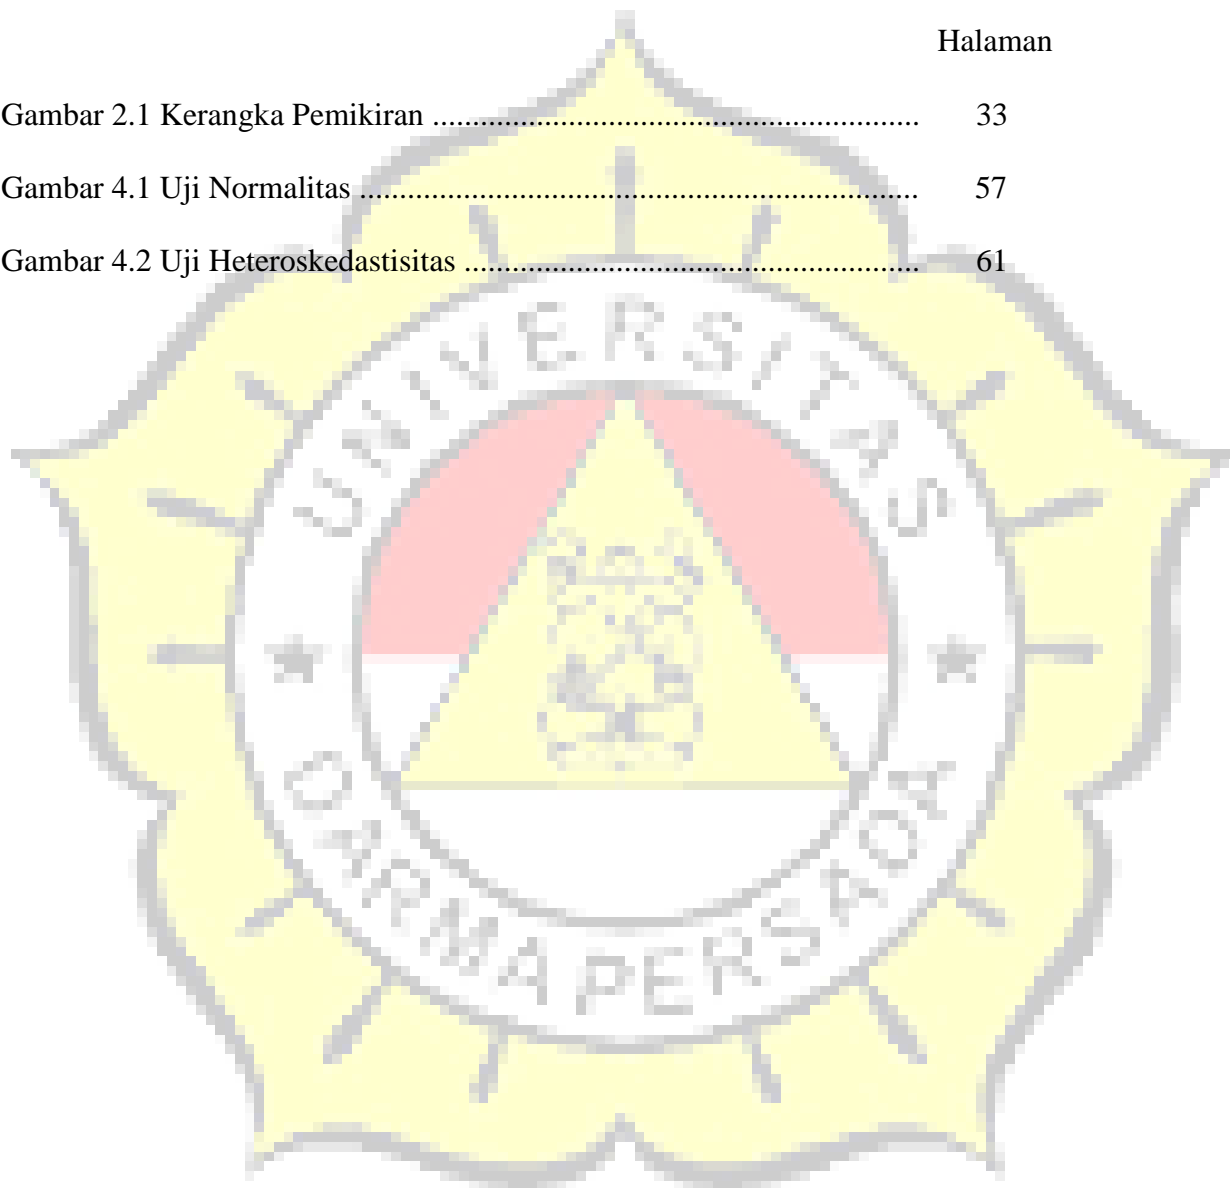 Halaman
Gambar 2.1 Kerangka Pemikiran ............................................................ 33
Gambar 4.1 Uji Normalitas ..................................................................... 57
Gambar 4.2 Uji Heteroskedastisitas ........................................................ 61
UNIVERSITAS
DARMA PERSADA